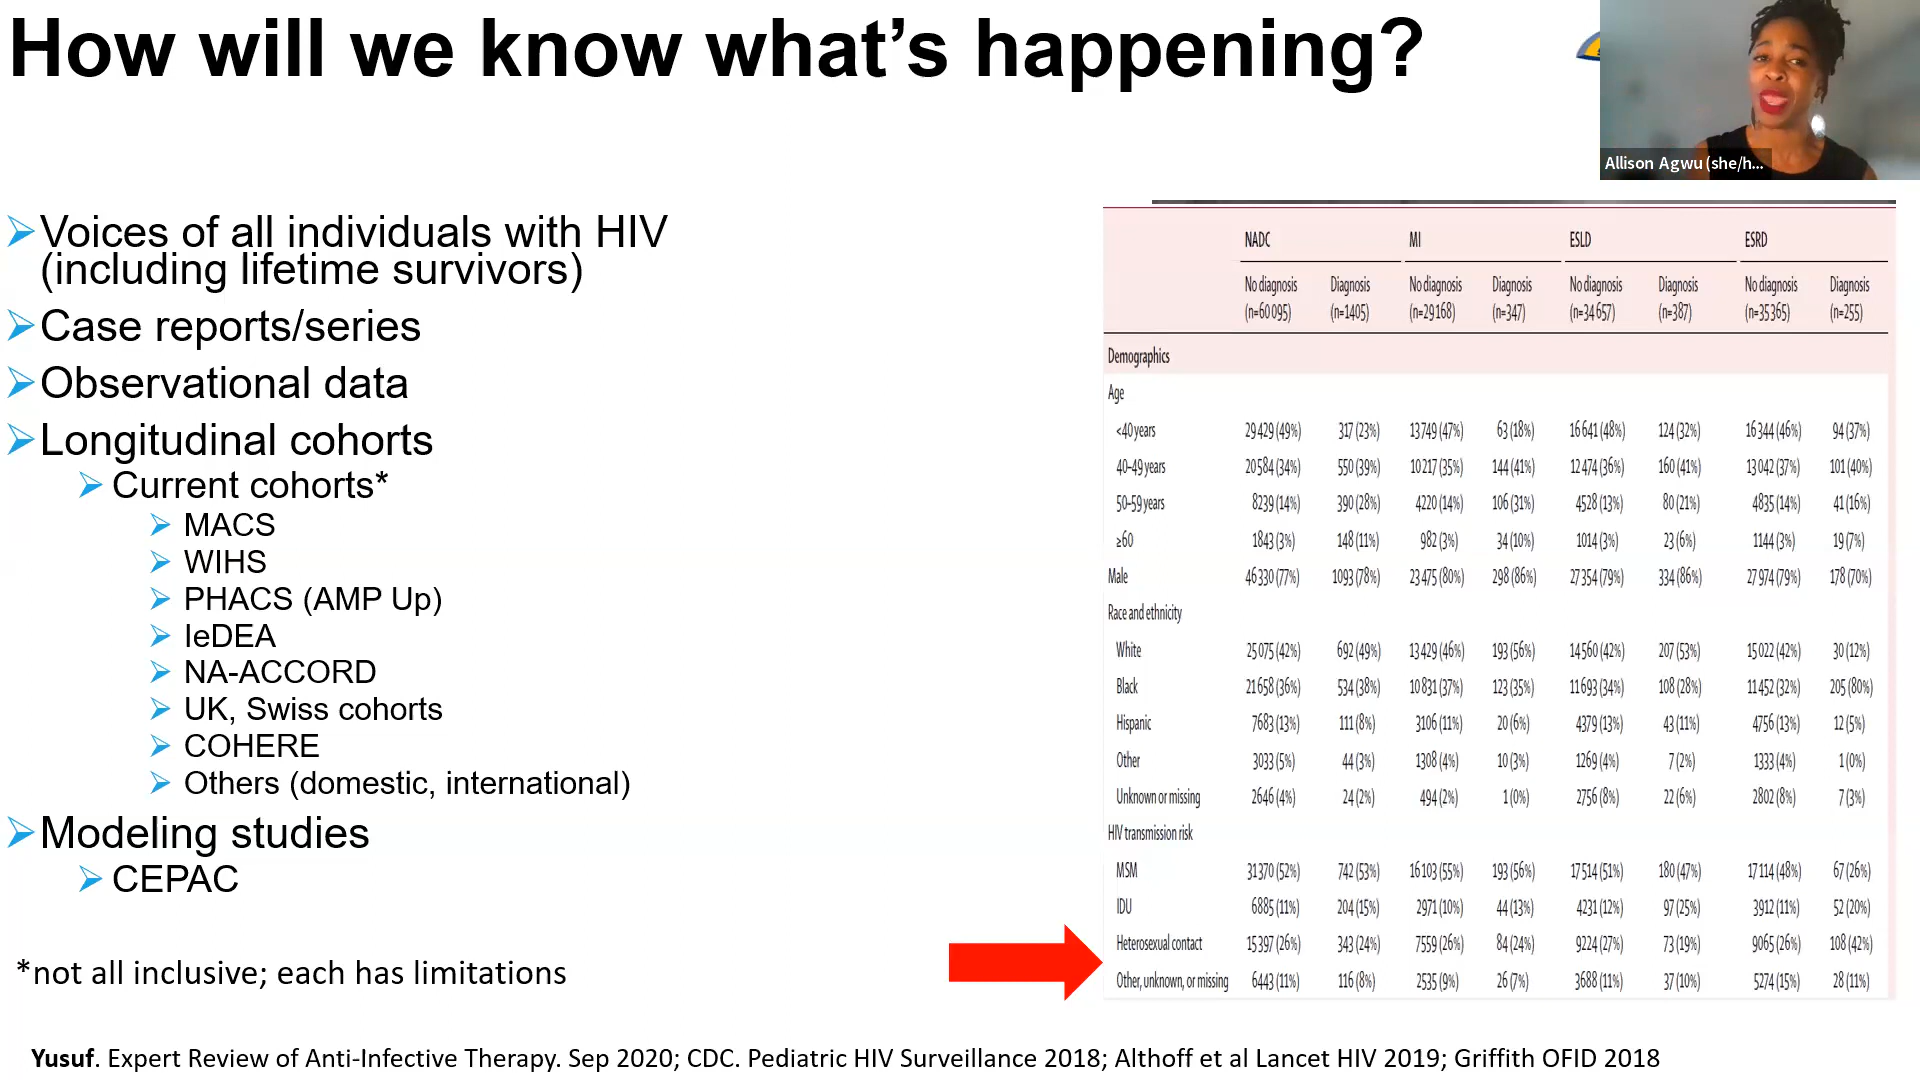 How will we know what's happening?
Allison Agwu (she/h...
Voices of all individuals with HIV
(including lifetime survivors)
Case reports/series
Observational data
Longitudinal cohorts
Current cohorts*
MACS
WIHS
PHACS (AMP Up)
IeDEA
NA-ACCORD
UK, Swiss cohorts
COHERE
Others (domestic, international)
Modeling studies
CEPAC
*not all inclusive; each has limitations
NADC MI ESLD ESRD
No diagnosis (n=60095) Diagnosis (n=1405) No diagnosis (n=29168) Diagnosis (n=347) No diagnosis (n=34657) Diagnosis (n=387) No diagnosis (n=35365) Diagnosis (n=255)
Demographics
Age
<40 years 29429 (49%) 317 (23%) 13749 (47%) 63 (18%) 16641 (48%) 124 (32%) 16344 (46%) 94 (37%)
40–49 years 20584 (34%) 550 (39%) 10217 (35%) 144 (41%) 12474 (36%) 160 (41%) 13042 (37%) 101 (40%)
50–59 years 8239 (14%) 390 (28%) 4220 (14%) 106 (31%) 4528 (13%) 80 (21%) 4835 (14%) 41 (16%)
≥60 1843 (3%) 148 (11%) 982 (3%) 34 (10%) 1014 (3%) 23 (6%) 1144 (3%) 19 (7%)
Male 46330 (77%) 1093 (78%) 23475 (80%) 298 (86%) 27354 (79%) 334 (86%) 27974 (79%) 178 (70%)
Race and ethnicity
White 25075 (42%) 692 (49%) 13429 (46%) 193 (56%) 14560 (42%) 207 (53%) 15022 (42%) 30 (12%)
Black 21658 (36%) 534 (38%) 10831 (37%) 123 (35%) 11693 (34%) 108 (28%) 11452 (32%) 205 (80%)
Hispanic 7683 (13%) 111 (8%) 3106 (11%) 20 (6%) 4379 (13%) 43 (11%) 4756 (13%) 12 (5%)
Other 3033 (5%) 44 (3%) 1308 (4%) 10 (3%) 1269 (4%) 7 (2%) 1333 (4%) 1 (0%)
Unknown or missing 2646 (4%) 24 (2%) 494 (2%) 1 (0%) 2756 (8%) 22 (6%) 2802 (8%) 7 (3%)
HIV transmission risk
MSM 31370 (52%) 742 (53%) 16103 (55%) 193 (56%) 17514 (51%) 180 (47%) 17114 (48%) 67 (26%)
IDU 6885 (11%) 204 (15%) 2971 (10%) 44 (13%) 4231 (12%) 97 (25%) 3912 (11%) 52 (20%)
Heterosexual contact 15397 (26%) 343 (24%) 7559 (26%) 84 (24%) 9224 (27%) 73 (19%) 9065 (26%) 108 (42%)
Other, unknown, or missing 6443 (11%) 116 (8%) 2535 (9%) 26 (7%) 3688 (11%) 37 (10%) 5274 (15%) 28 (11%)
Yusuf. Expert Review of Anti-Infective Therapy. Sep 2020; CDC. Pediatric HIV Surveillance 2018; Althoff et al Lancet HIV 2019; Griffith OFID 2018